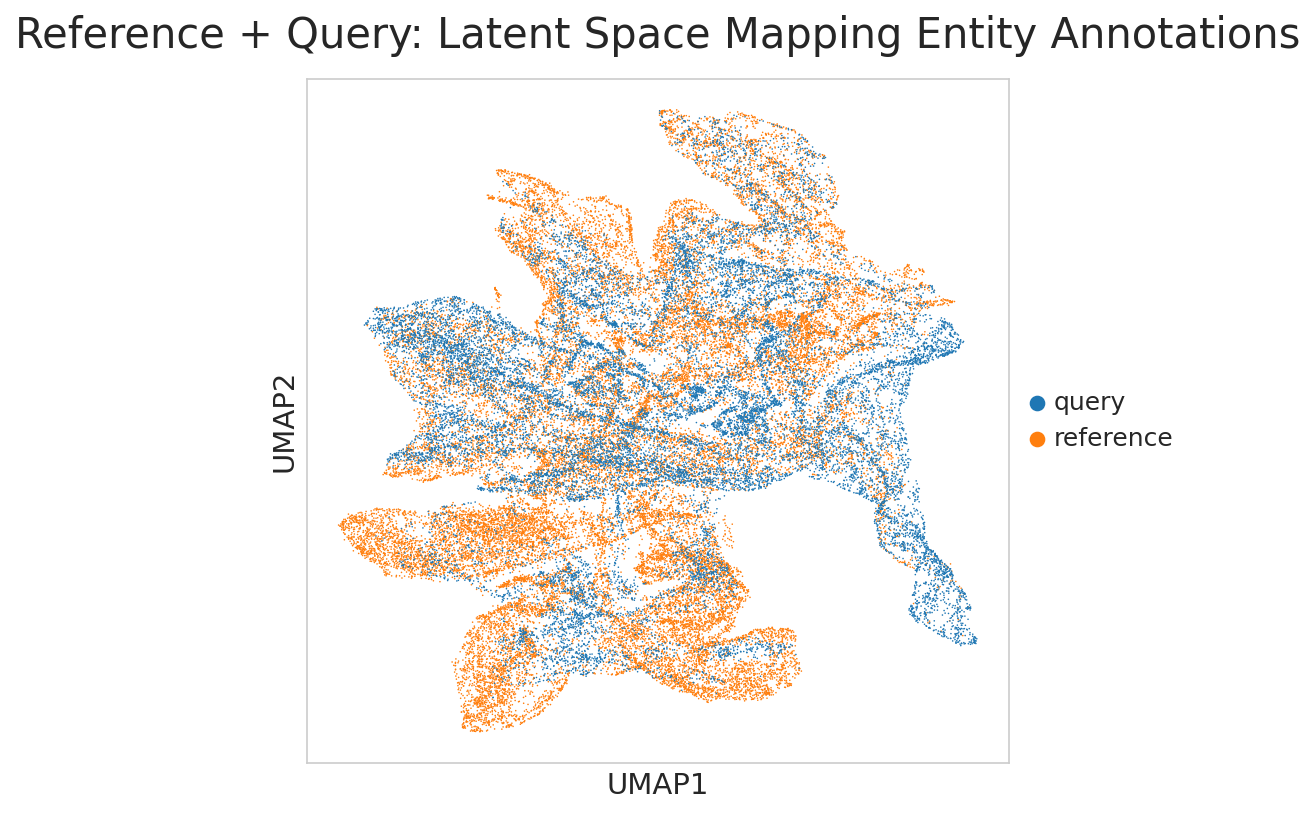 Reference + Query: Latent Space Mapping Entity Annotations
UMAP2
query
reference
UMAP1